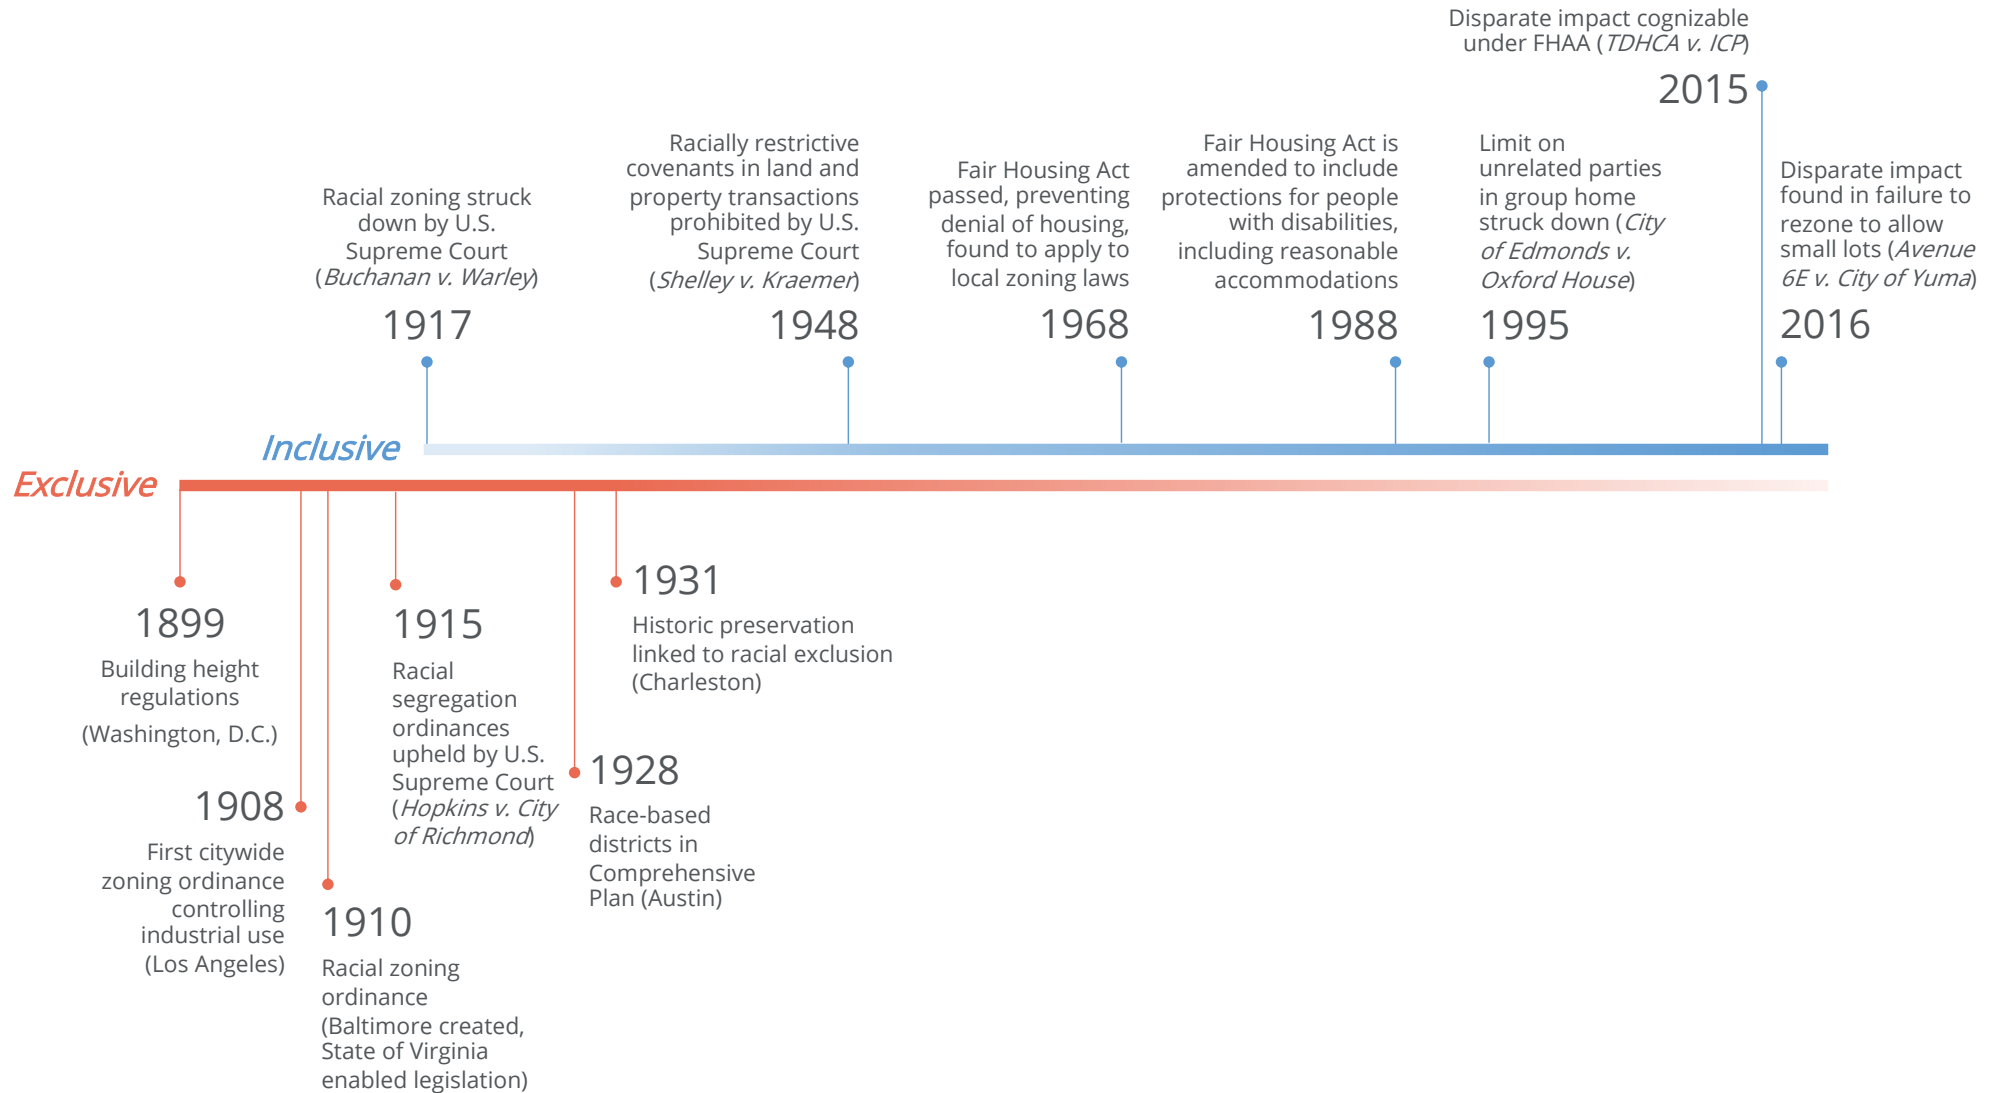 Disparate impact cognizable
under FHAA (TDHCA v. ICP)
2015
Racial zoning struck
down by U.S.
Supreme Court
(Buchanan v. Warley)
1917
Racially restrictive
covenants in land and
property transactions
prohibited by U.S.
Supreme Court
(Shelley v. Kraemer)
1948
Fair Housing Act
passed, preventing
denial of housing,
found to apply to
local zoning laws
1968
Fair Housing Act is
amended to include
protections for people
with disabilities,
including reasonable
accommodations
1988
Limit on
unrelated parties
in group home
struck down (City
of Edmonds v.
Oxford House)
1995
Disparate impact
found in failure to
rezone to allow
small lots (Avenue
6E v. City of Yuma)
2016
Inclusive
Exclusive
1899
Building height
regulations
(Washington, D.C.)
1908
First citywide
zoning ordinance
controlling
industrial use
(Los Angeles)
1910
Racial zoning
ordinance
(Baltimore created,
State of Virginia
enabled legislation)
1915
Racial
segregation
ordinances
upheld by U.S.
Supreme Court
(Hopkins v. City
of Richmond)
1928
Race-based
districts in
Comprehensive
Plan (Austin)
1931
Historic preservation
linked to racial exclusion
(Charleston)